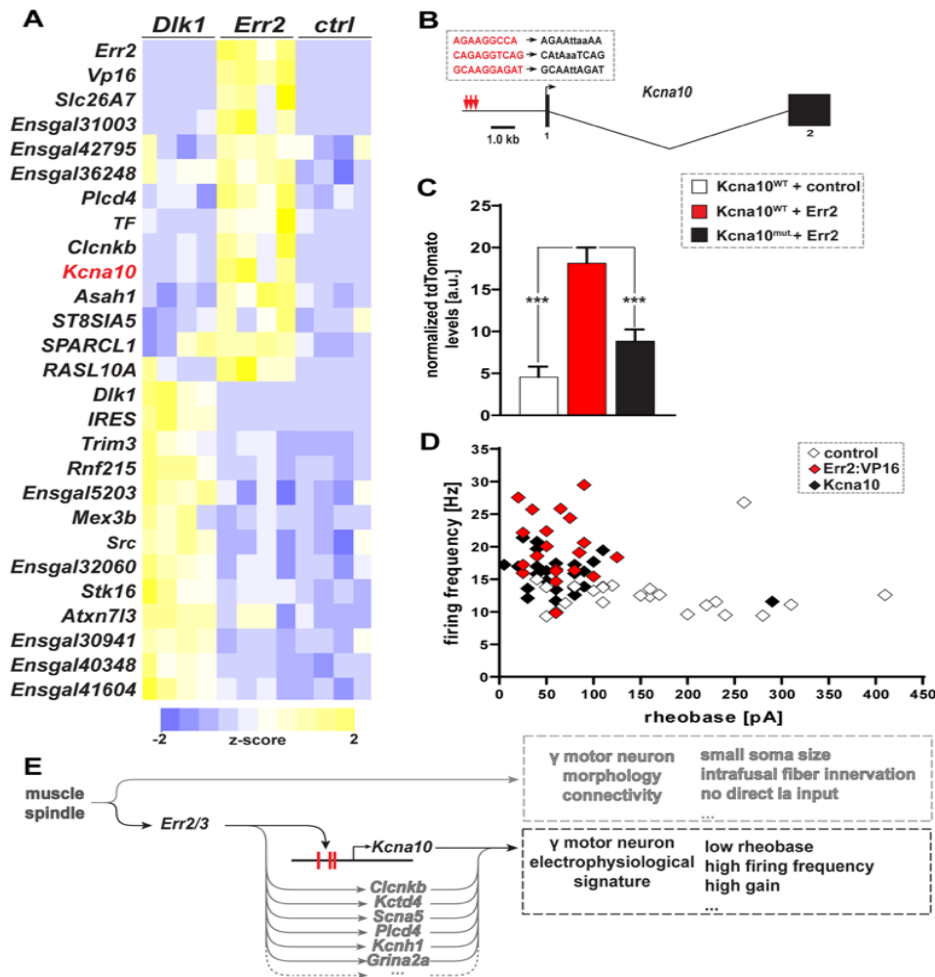 A
Dlk1 Err2 ctrl
Err2
Vp16
Slc26A7
Ensgal31003
Ensgal42795
Ensgal36248
Plcd4
TF
Clcnkb
Kcna10
Asah1
ST8SIA5
SPARCL1
RASL10A
Dlk1
IRES
Trim3
Rnf215
Ensgal5203
Mex3b
Src
Ensgal32060
Stk16
Atxn7l3
Ensgal30941
Ensgal40348
Ensgal41604
-2 z-score 2
B
AGAAGGCCA → AGAAttaAA
CAGAGGTCAG → CAtAaaTCAG
GCAAGGAGAT → GCAAttAGAT
Kcna10
1.0 kb
1
2
C
Kcna10WT + control
Kcna10WT + Err2
Kcna10mut.+ Err2
normalized tdTomato
levels [a.u.]
25
20
15
10
5
0
***
***
D
control
Err2:VP16
Kcna10
firing frequency [Hz]
35
30
25
20
15
10
5
0
0 50 100 150 200 250 300 350 400 450
rheobase [pA]
E
muscle
spindle
Err2/3
Kcna10
Clcnkb
Kctd4
Scna5
Plcd4
Kcnh1
Grina2a
...
γ motor neuron
morphology
connectivity
small soma size
intrafusal fiber innervation
no direct Ia input
...
γ motor neuron
electrophysiological
signature
low rheobase
high firing frequency
high gain
...